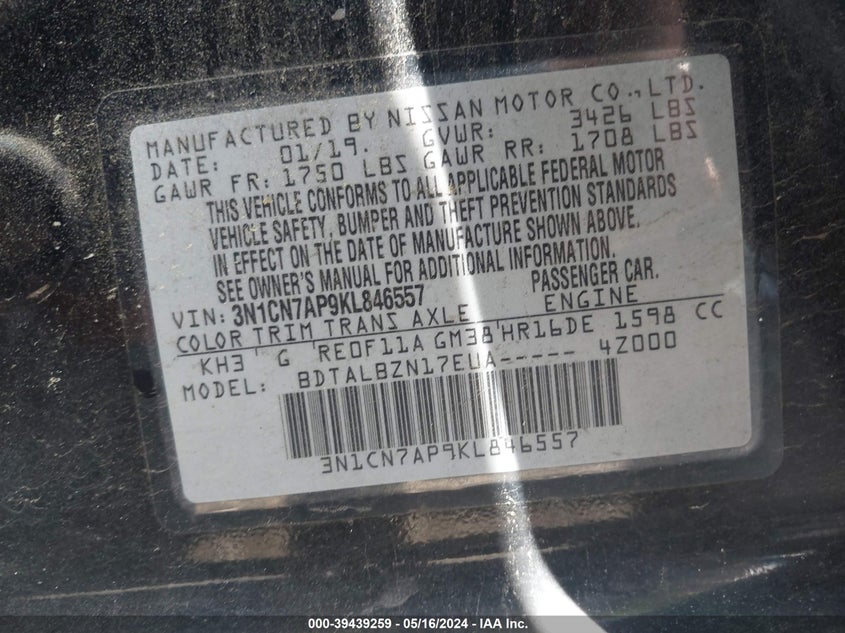 MANUFACTURED BY NISSAN MOTOR CO., LTD.
DATE: 01/19. GVWR: 3426 LBS
GAWR FR: 1750 LBS GAWR RR: 1708 LBS
THIS VEHICLE CONFORMS TO ALL APPLICABLE FEDERAL MOTOR
VEHICLE SAFETY, BUMPER AND THEFT PREVENTION STANDARDS
IN EFFECT ON THE DATE OF MANUFACTURE SHOWN ABOVE.
SEE OWNER'S MANUAL FOR ADDITIONAL INFORMATION.
VIN: 3N1CN7AP9KL846557 PASSENGER CAR.
COLOR TRIM TRANS AXLE ENGINE
KH3 G RE0F11A GM38 HR16DE 1598 CC
MODEL: BDTALBZN17EUA----- 4Z000
3N1CN7AP9KL846557
000-39439259 - 05/16/2024 - IAA Inc.